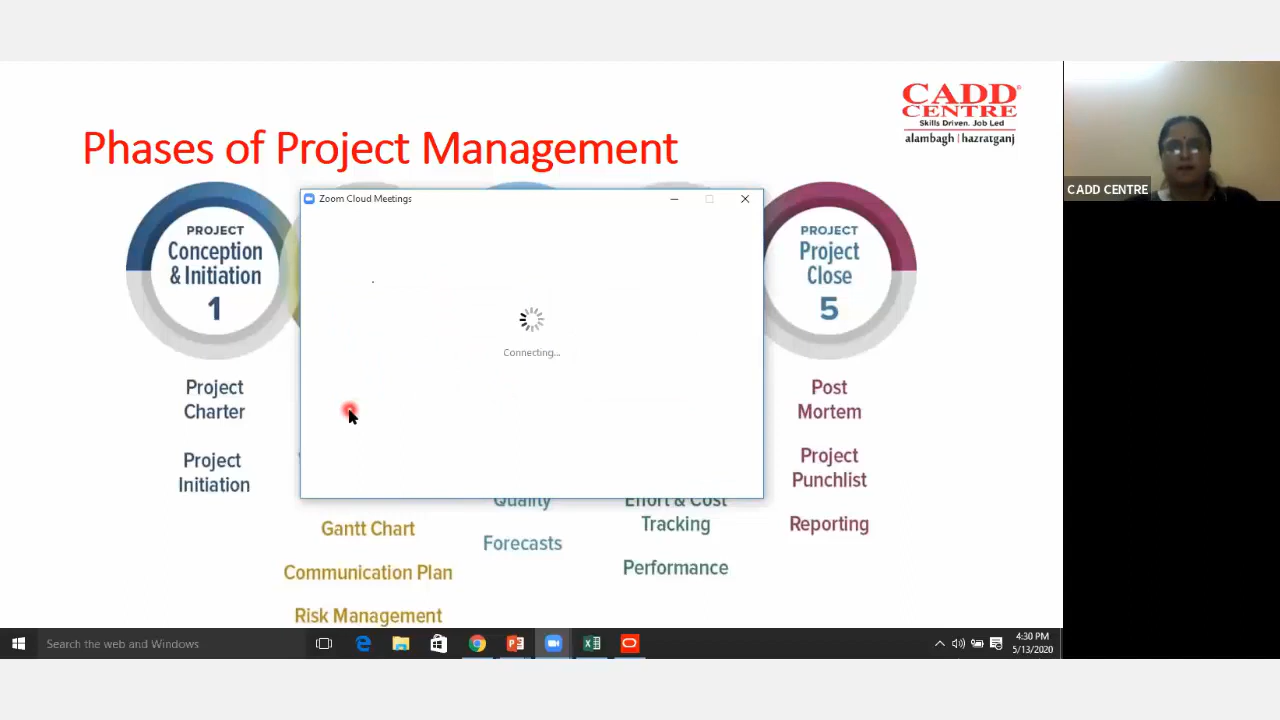 CADD
CENTRE
Skills Driven. Job Led
alambagh | hazratganj
Phases of Project Management
Zoom Cloud Meetings
Connecting...
PROJECT
Conception
& Initiation
1
Project
Charter
Project
Initiation
Gantt Chart
Communication Plan
Risk Management
Quality
Forecasts
Effort & Cost
Tracking
Performance
PROJECT
Project
Close
5
Post
Mortem
Project
Punchlist
Reporting
CADD CENTRE
Search the web and Windows
4:30 PM
5/13/2020